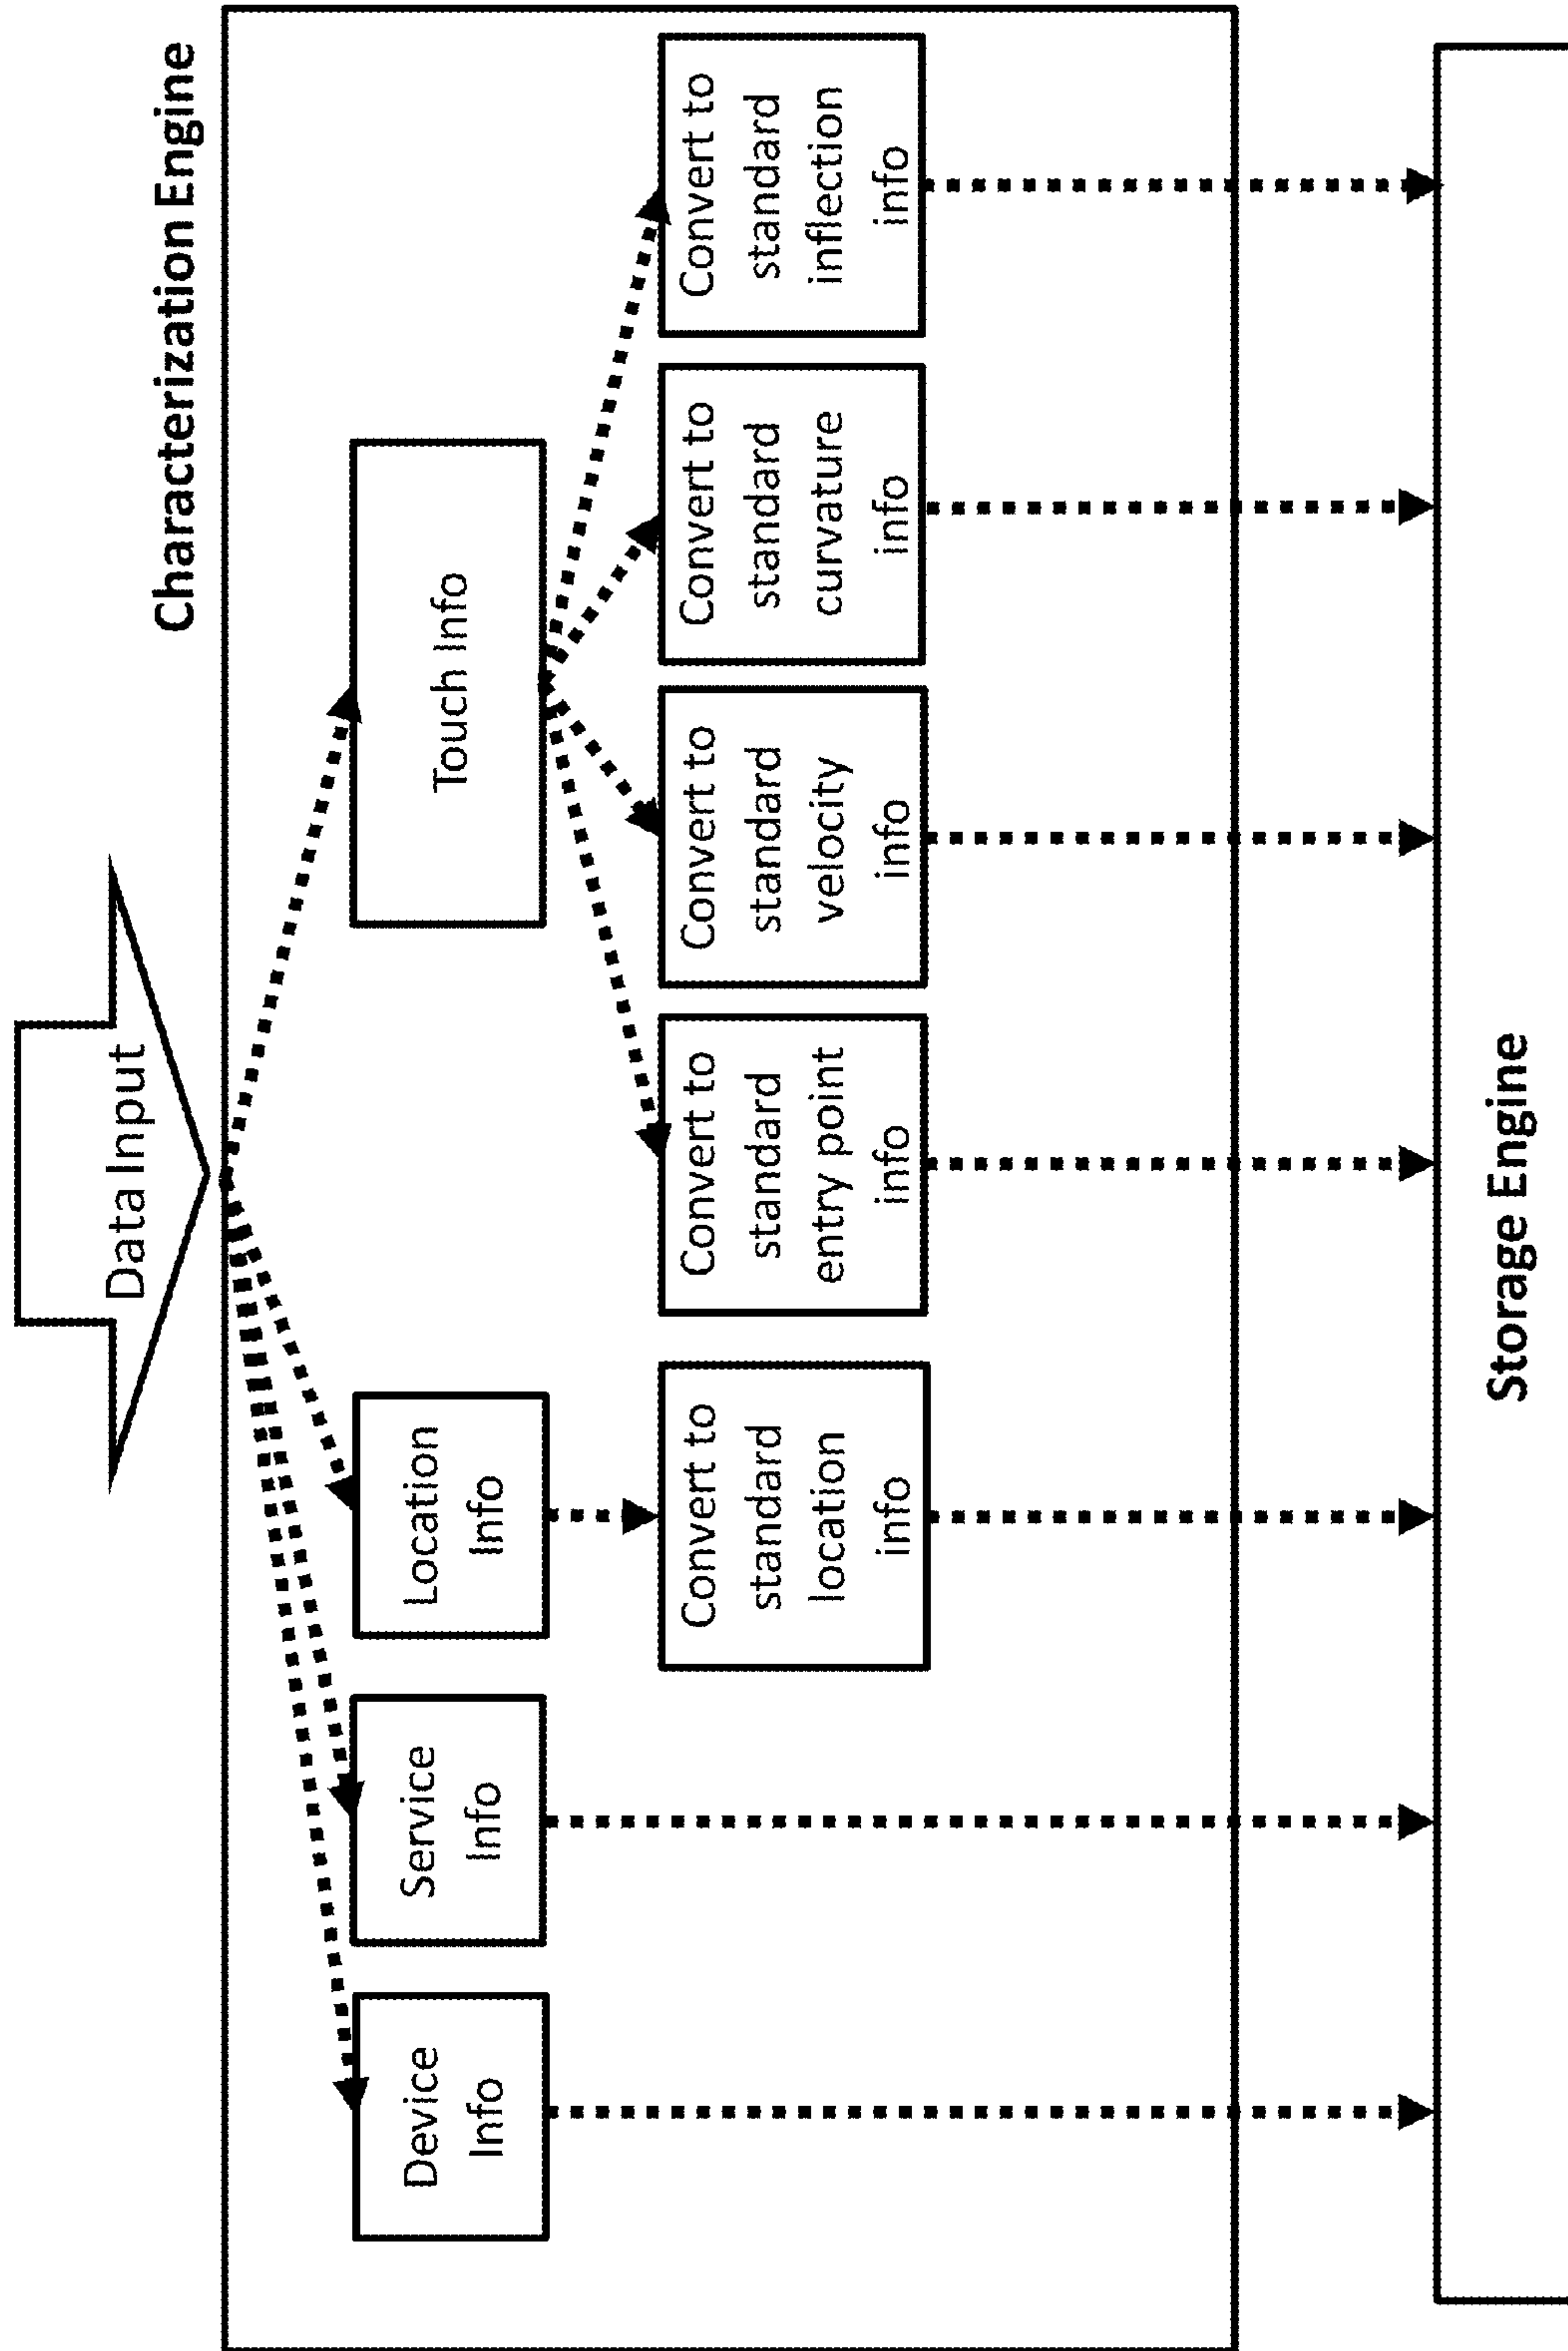 Data Input
Characterization Engine
Device
Info
Service
Info
Location
Info
Touch Info
Convert to
standard
location
info
Convert to
standard
entry point
info
Convert to
standard
velocity
info
Convert to
standard
curvature
info
Convert to
standard
inflection
info
Storage Engine